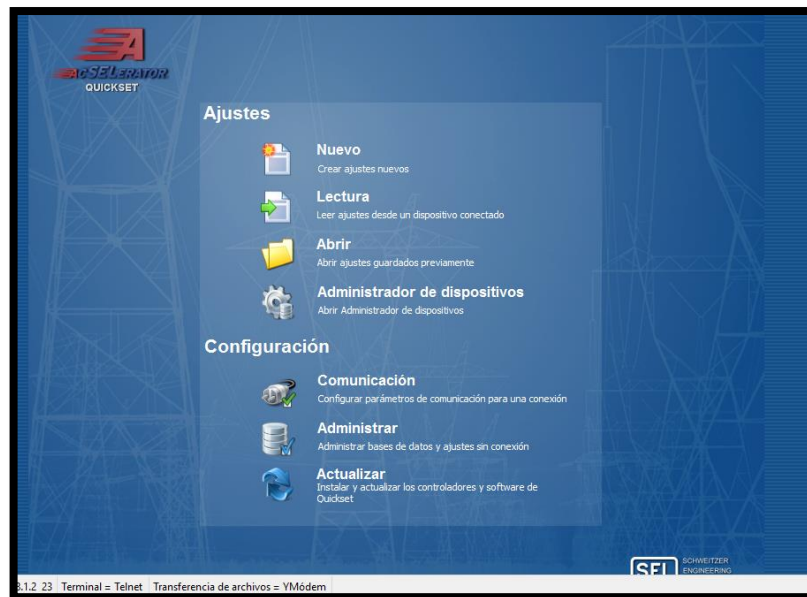 ACSELERATOR
QUICKSET
Ajustes
Nuevo
Crear ajustes nuevos
Lectura
Leer ajustes desde un dispositivo conectado
Abrir
Abrir ajustes guardados previamente
Administrador de dispositivos
Abrir Administrador de dispositivos
Configuración
Comunicación
Configurar parámetros de comunicación para una conexión
Administrar
Administrar bases de datos y ajustes sin conexión
Actualizar
Instalar y actualizar los controladores y software de
Quickset
SEL SCHWEITZER
ENGINEERING
.1.2 23 Terminal = Telnet Transferencia de archivos = YMódem